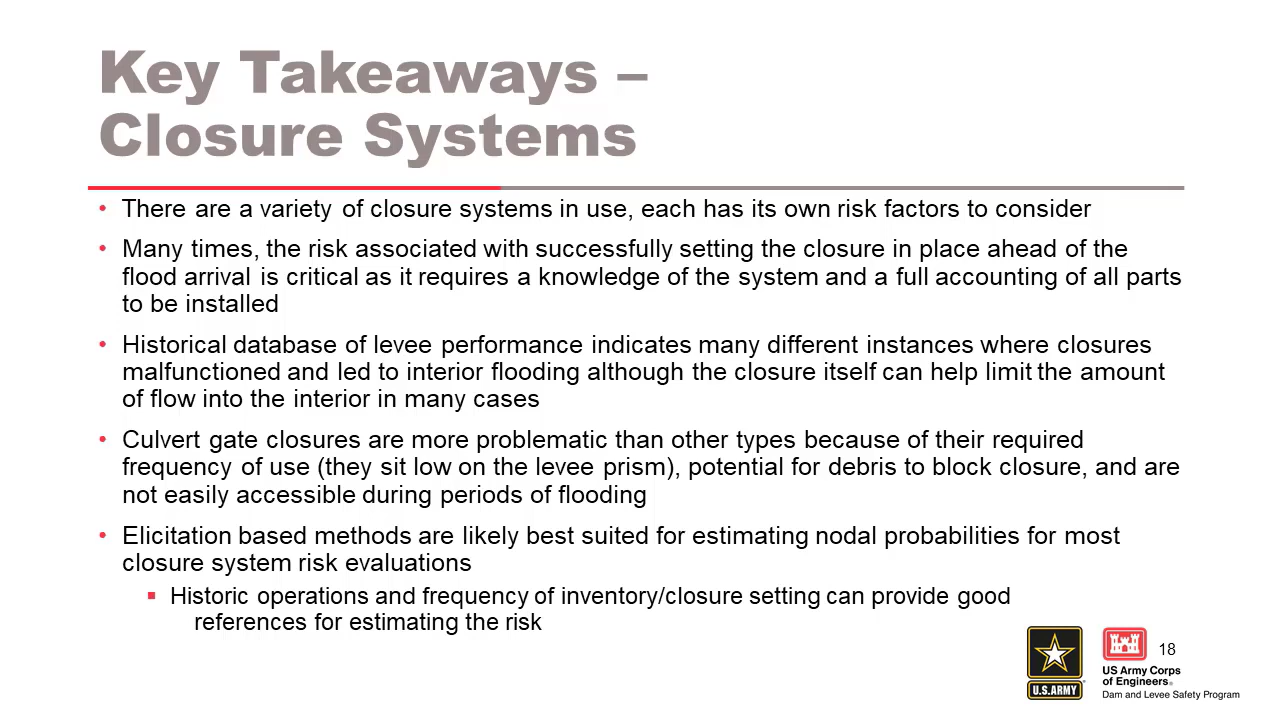 Key Takeaways –
Closure Systems
• There are a variety of closure systems in use, each has its own risk factors to consider
• Many times, the risk associated with successfully setting the closure in place ahead of the
flood arrival is critical as it requires a knowledge of the system and a full accounting of all parts
to be installed
• Historical database of levee performance indicates many different instances where closures
malfunctioned and led to interior flooding although the closure itself can help limit the amount
of flow into the interior in many cases
• Culvert gate closures are more problematic than other types because of their required
frequency of use (they sit low on the levee prism), potential for debris to block closure, and are
not easily accessible during periods of flooding
• Elicitation based methods are likely best suited for estimating nodal probabilities for most
closure system risk evaluations
▪ Historic operations and frequency of inventory/closure setting can provide good
references for estimating the risk
18
U.S.ARMY
US Army Corps
of Engineers®
Dam and Levee Safety Program